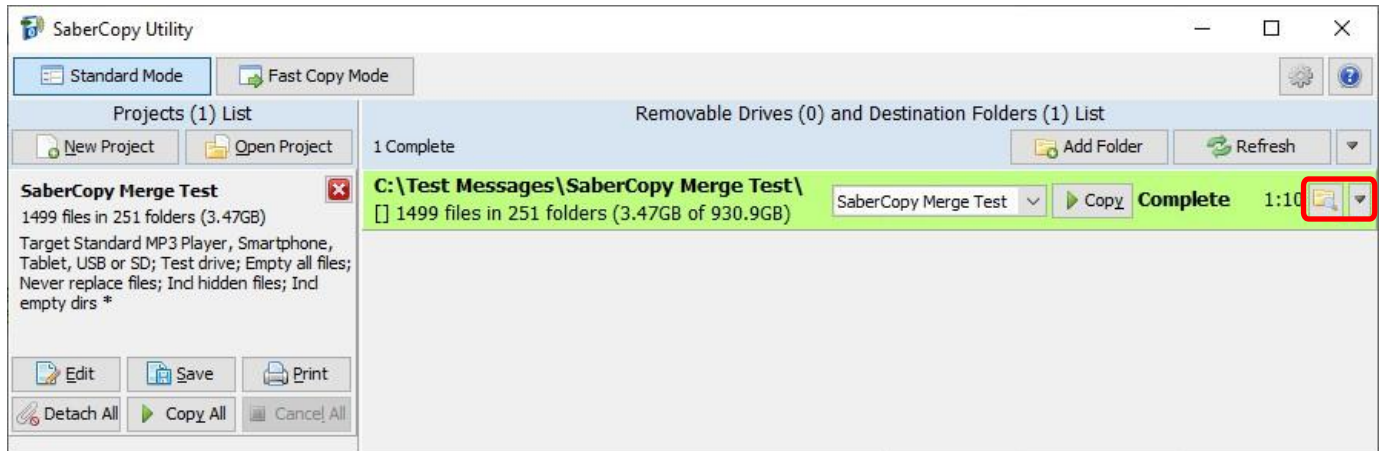 SaberCopy Utility
Standard Mode
Fast Copy Mode
Projects (1) List
Removable Drives (0) and Destination Folders (1) List
New Project
Open Project
1 Complete
Add Folder
Refresh
SaberCopy Merge Test
1499 files in 251 folders (3.47GB)
Target Standard MP3 Player, Smartphone,
Tablet, USB or SD; Test drive; Empty all files;
Never replace files; Incl hidden files; Incl
empty dirs *
C:\Test Messages\SaberCopy Merge Test\
[] 1499 files in 251 folders (3.47GB of 930.9GB)
SaberCopy Merge Test
Copy
Complete
1:10
Edit
Save
Print
Detach All
Copy All
Cancel All